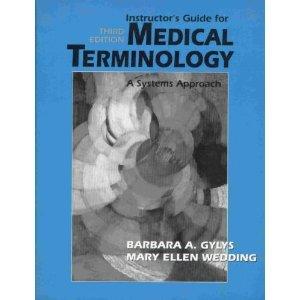 Instructor's Guide for
THIRD
EDITION
MEDICAL
TERMINOLOGY
A Systems Approach
BARBARA A. GYLYS
MARY ELLEN WEDDING